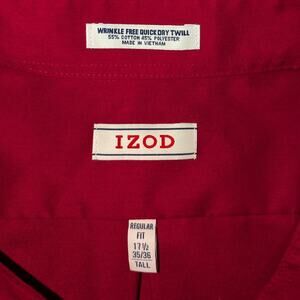 WRINKLE FREE QUICK DRY TWILL
55% COTTON 45% POLYESTER
MADE IN VIETNAM
IZOD
REGULAR
FIT
17 1/2
35/36
TALL